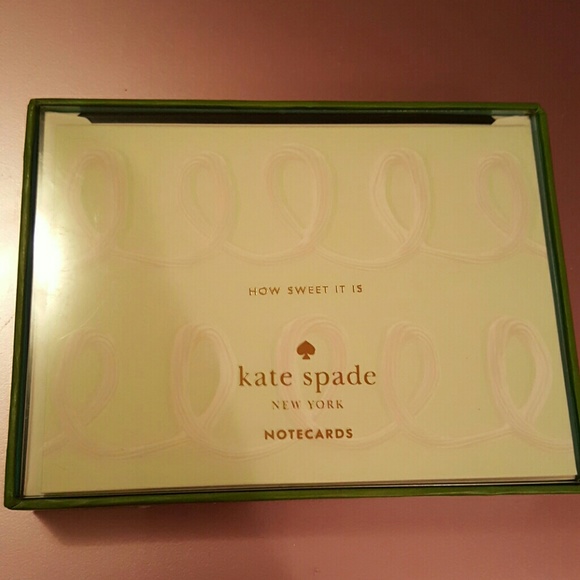 HOW SWEET IT IS
kate spade
NEW YORK
NOTECARDS